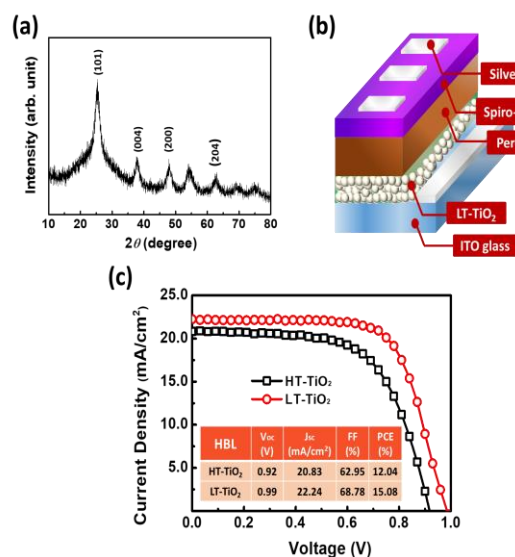 (a)
Intensity (arb. unit)
(101)
(004)
(200)
(204)
10 20 30 40 50 60 70 80
2θ (degree)
(b)
Silve
Spiro-
Per
LT-TiO₂
ITO glass
(c)
Current Density (mA/cm²)
25.0
20.0
15.0
10.0
5.0
HT-TiO₂
LT-TiO₂
HBL Voc (V) Jsc (mA/cm²) FF (%) PCE (%)
HT-TiO₂ 0.92 20.83 62.95 12.04
LT-TiO₂ 0.99 22.24 68.78 15.08
0.0 0.2 0.4 0.6 0.8 1.0
Voltage (V)